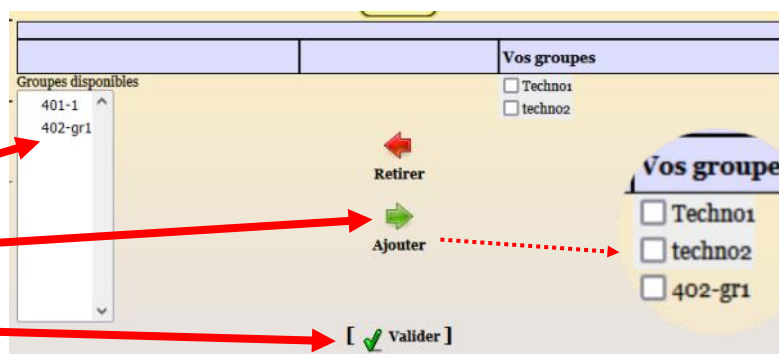 Vos groupes
Groupes disponibles
Techno1
techno2
401-1
402-gr1
Retirer
Ajouter
Vos groupe
Techno1
techno2
402-gr1
[ Valider ]